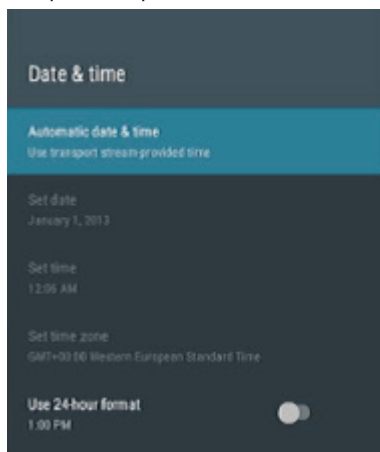 Date & time
Automatic date & time
Use transport stream-provided time
Set date
January 1, 2013
Set time
12:06 AM
Set time zone
GMT+00:00 Western European Standard Time
Use 24-hour format
1:00 PM